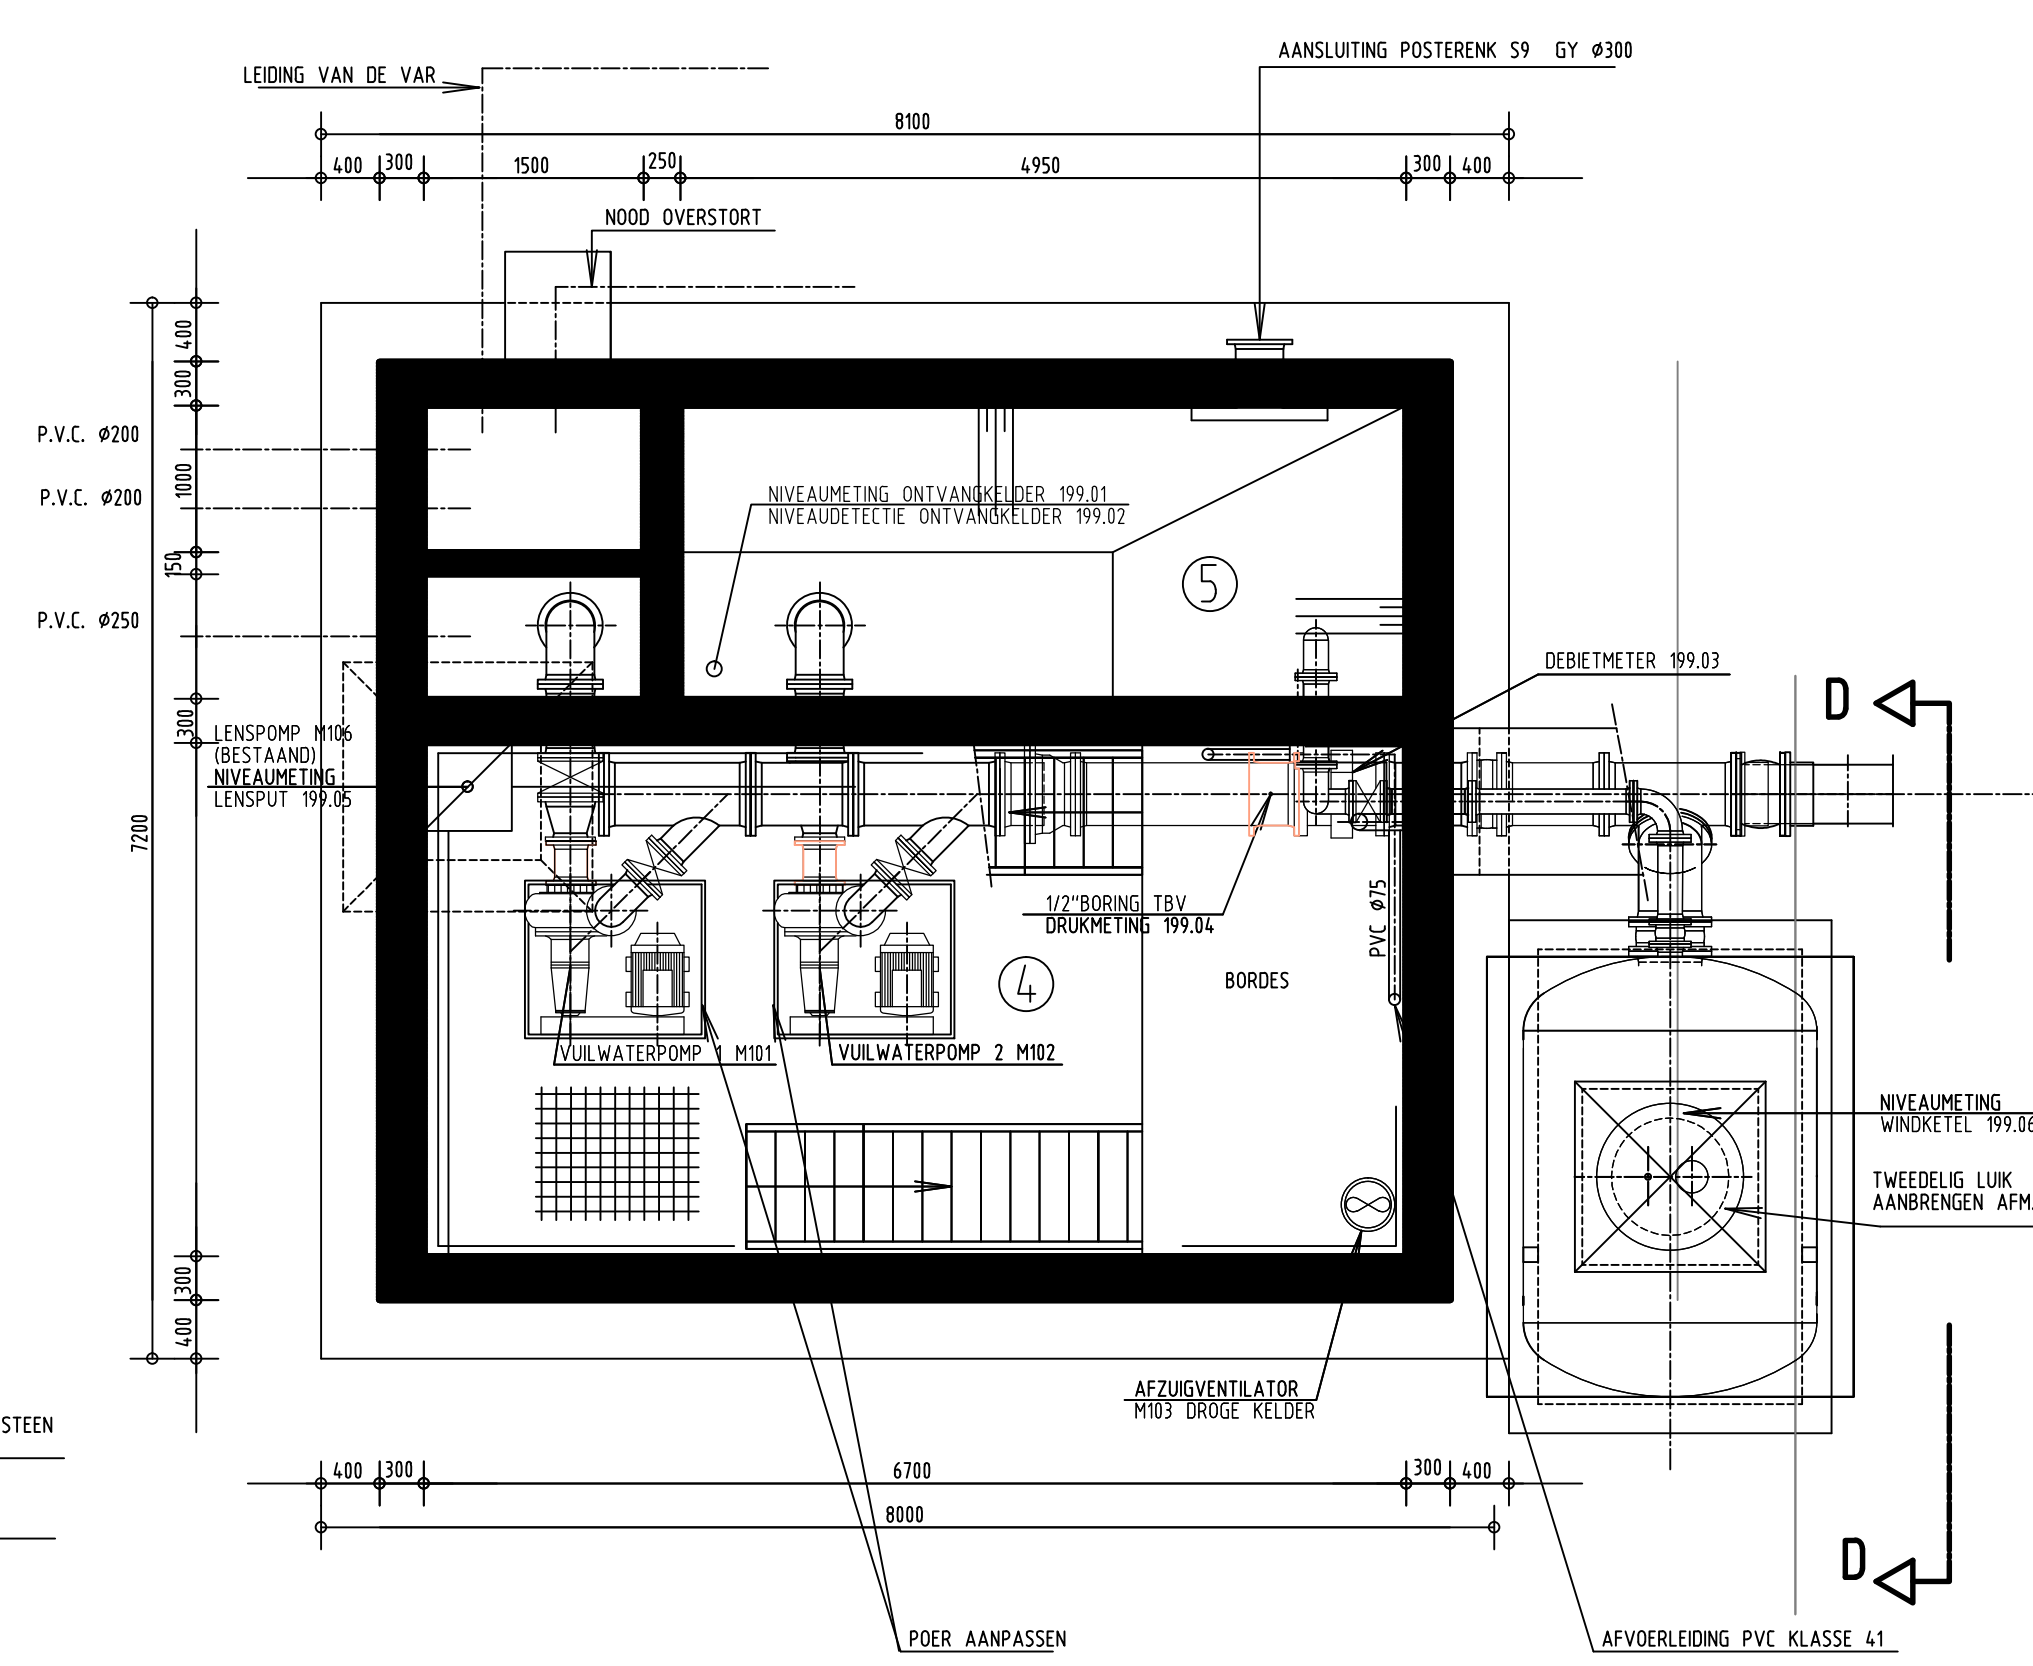 AANSLUITING POSTERENK S9 GY ø300
LEIDING VAN DE VAR
8100
400 300 1500 250 4950 300 400
NOOD OVERSTORT
400
300
P.V.C. ø200
1000
P.V.C. ø200
NIVEAUMETING ONTVANGKELDER 199.01
NIVEAUDETECTIE ONTVANGKELDER 199.02
150
5
P.V.C. ø250
DEBIETMETER 199.03
D
300
LENSPOMP M106
(BESTAAND)
NIVEAUMETING
LENSPUT 199.05
7200
1/2"BORING TBV
DRUKMETING 199.04
PVC ø75
4
BORDES
VUILWATERPOMP 1 M101
VUILWATERPOMP 2 M102
NIVEAUMETING
WINDKETEL 199.06
TWEEDELIG LUIK
AANBRENGEN AFM.
300
400
AFZUIGVENTILATOR
M103 DROGE KELDER
STEEN
400 300 6700 300 400
8000
D
POER AANPASSEN
AFVOERLEIDING PVC KLASSE 41